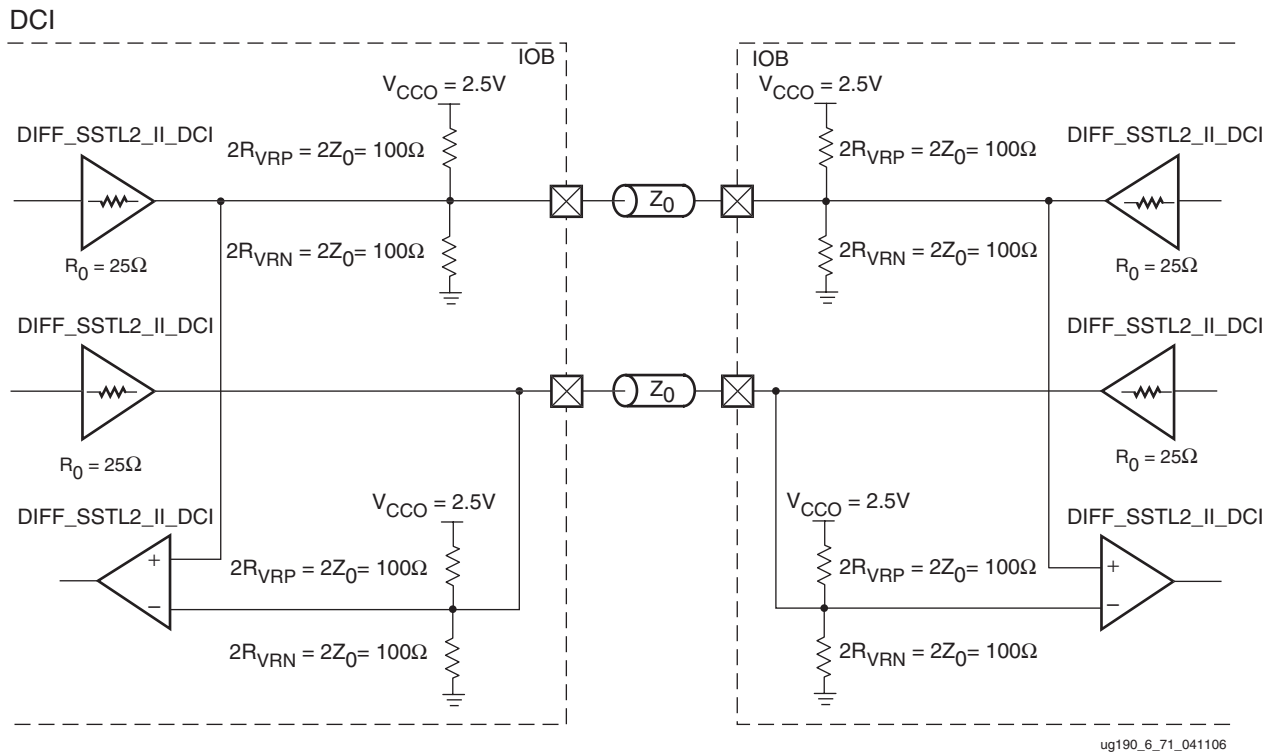 DCI
IOB
IOB
V_CCO = 2.5V
V_CCO = 2.5V
DIFF_SSTL2_II_DCI
DIFF_SSTL2_II_DCI
2R_VRP = 2Z_0= 100Ω
2R_VRP = 2Z_0= 100Ω
Z_0
2R_VRN = 2Z_0= 100Ω
2R_VRN = 2Z_0= 100Ω
R_0 = 25Ω
R_0 = 25Ω
DIFF_SSTL2_II_DCI
DIFF_SSTL2_II_DCI
Z_0
R_0 = 25Ω
R_0 = 25Ω
V_CCO = 2.5V
V_CCO = 2.5V
DIFF_SSTL2_II_DCI
DIFF_SSTL2_II_DCI
+
2R_VRP = 2Z_0= 100Ω
2R_VRP = 2Z_0= 100Ω
+
–
–
2R_VRN = 2Z_0= 100Ω
2R_VRN = 2Z_0= 100Ω
ug190_6_71_041106